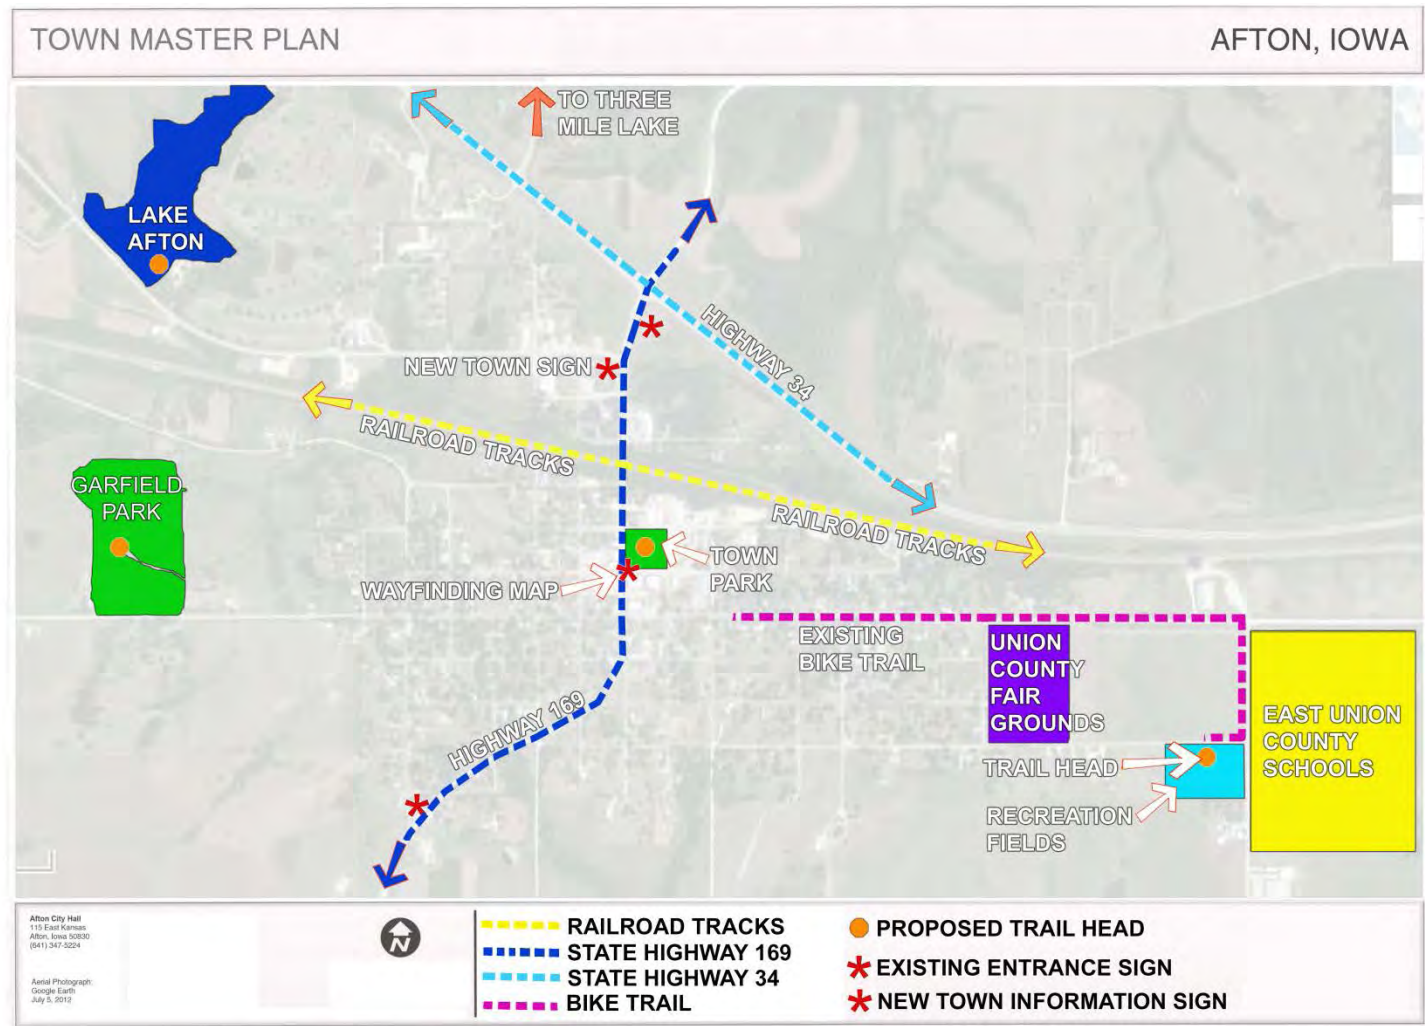 TOWN MASTER PLAN
AFTON, IOWA
TO THREE
MILE LAKE
LAKE
AFTON
HIGHWAY 34
NEW TOWN SIGN
RAILROAD TRACKS
GARFIELD
PARK
RAILROAD TRACKS
TOWN
PARK
WAYFINDING MAP
EXISTING
BIKE TRAIL
UNION
COUNTY
FAIR
GROUNDS
HIGHWAY 169
EAST UNION
COUNTY
SCHOOLS
TRAIL HEAD
RECREATION
FIELDS
Afton City Hall
115 East Kansas
Afton, Iowa 50830
(641) 347-5224
Aerial Photograph:
Google Earth
July 5, 2012
N
RAILROAD TRACKS
STATE HIGHWAY 169
STATE HIGHWAY 34
BIKE TRAIL
PROPOSED TRAIL HEAD
EXISTING ENTRANCE SIGN
NEW TOWN INFORMATION SIGN